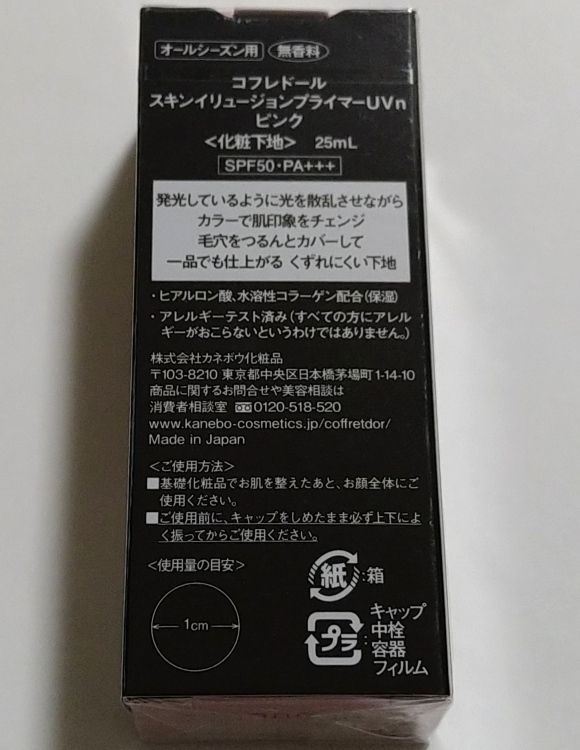 オールシーズン用 無香料
コフレドール
スキンイリュージョンプライマーUVn
ピンク
<化粧下地> 25mL
SPF50・PA+++
発光しているように光を散乱させながら
カラーで肌印象をチェンジ
毛穴をつるんとカバーして
一品でも仕上がる くずれにくい下地
・ヒアルロン酸、水溶性コラーゲン配合(保湿)
・アレルギーテスト済み(すべての方にアレル
ギーがおこらないというわけではありません。)
株式会社カネボウ化粧品
〒103-8210 東京都中央区日本橋茅場町1-14-10
商品に関するお問合せや美容相談は
消費者相談室 0120-518-520
www.kanebo-cosmetics.jp/coffretdor/
Made in Japan
<ご使用方法>
■基礎化粧品でお肌を整えたあと、お顔全体にご
使用ください。
■ご使用前に、キャップをしめたまま必ず上下によ
く振ってからご使用ください。
<使用量の目安>
1cm
紙:箱
プラ:キャップ
中栓
容器
フィルム